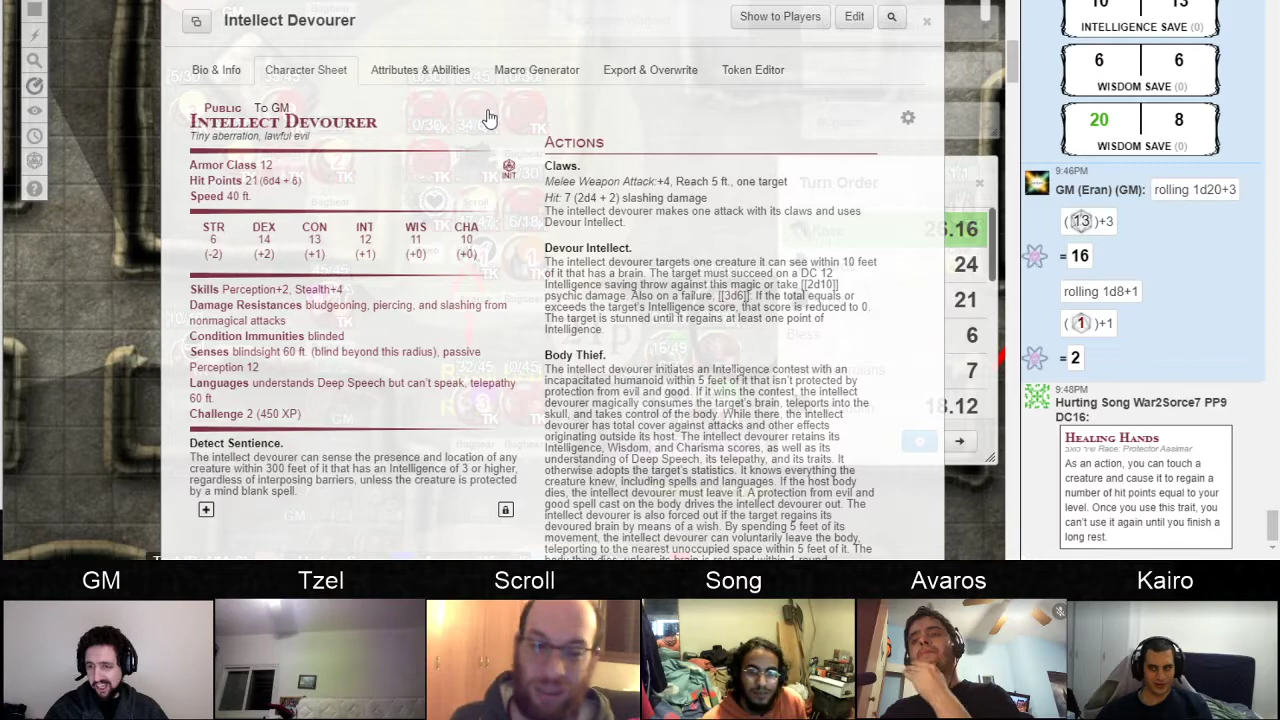 Intellect Devourer
Show to Players
Edit
Bio & Info
Character Sheet
Attributes & Abilities
Macro Generator
Export & Overwrite
Token Editor
PUBLIC To GM
INTELLECT DEVOURER
Tiny aberration, lawful evil
Armor Class 12
Hit Points 21 (6d4 + 6)
Speed 40 ft.
INIT
STR DEX CON INT WIS CHA
6 14 13 12 11 10
(-2) (+2) (+1) (+1) (+0) (+0)
Skills Perception+2, Stealth+4
Damage Resistances bludgeoning, piercing, and slashing from
nonmagical attacks
Condition Immunities blinded
Senses blindsight 60 ft. (blind beyond this radius), passive
Perception 12
Languages understands Deep Speech but can't speak, telepathy
60 ft.
Challenge 2 (450 XP)
Detect Sentience.
The intellect devourer can sense the presence and location of any
creature within 300 feet of it that has an Intelligence of 3 or higher,
regardless of interposing barriers, unless the creature is protected
by a mind blank spell.
ACTIONS
Claws.
Melee Weapon Attack:+4, Reach 5 ft., one target
Hit: 7 (2d4 + 2) slashing damage
The intellect devourer makes one attack with its claws and uses
Devour Intellect.
Devour Intellect.
The intellect devourer targets one creature it can see within 10 feet
of it that has a brain. The target must succeed on a DC 12
Intelligence saving throw against this magic or take [[2d10]]
psychic damage. Also on a failure, [[3d6]]. If the total equals or
exceeds the target's Intelligence score, that score is reduced to 0.
The target is stunned until it regains at least one point of
Intelligence.
Body Thief.
The intellect devourer initiates an Intelligence contest with an
incapacitated humanoid within 5 feet of it that isn't protected by
protection from evil and good. If it wins the contest, the intellect
devourer magically consumes the target's brain, teleports into the
skull, and takes control of the body. While there, the intellect
devourer has total cover against attacks and other effects
originating outside its host. The intellect devourer retains its
Intelligence, Wisdom, and Charisma scores, as well as its
understanding of Deep Speech, its telepathy, and its traits. It
otherwise adopts the target's statistics. It knows everything the
creature knew, including spells and languages. If the host body
dies, the intellect devourer must leave it. A protection from evil and
good spell cast on the body drives the intellect devourer out. The
intellect devourer is also forced out if the target regains its
devoured brain by means of a wish. By spending 5 feet of its
movement, the intellect devourer can voluntarily leave the body,
teleporting to the nearest unoccupied space within 5 feet of it. The
body then dies, unless its brain is restored within 1 round
Turn Order
26.16
24
21
6
Bless
7
18.12
10 13
INTELLIGENCE SAVE (0)
6 6
WISDOM SAVE (0)
20 8
WISDOM SAVE (0)
9:46PM
GM (Eran) (GM): rolling 1d20+3
(13)+3
=16
rolling 1d8+1
(1)+1
=2
9:48PM
Hurting Song War2Sorce7 PP9
DC16:
HEALING HANDS
שיר כואב Race: Protector Aasimar
As an action, you can touch a
creature and cause it to regain a
number of hit points equal to your
level. Once you use this trait, you
can't use it again until you finish a
long rest.
GM
Tzel
Scroll
Song
Avaros
Kairo